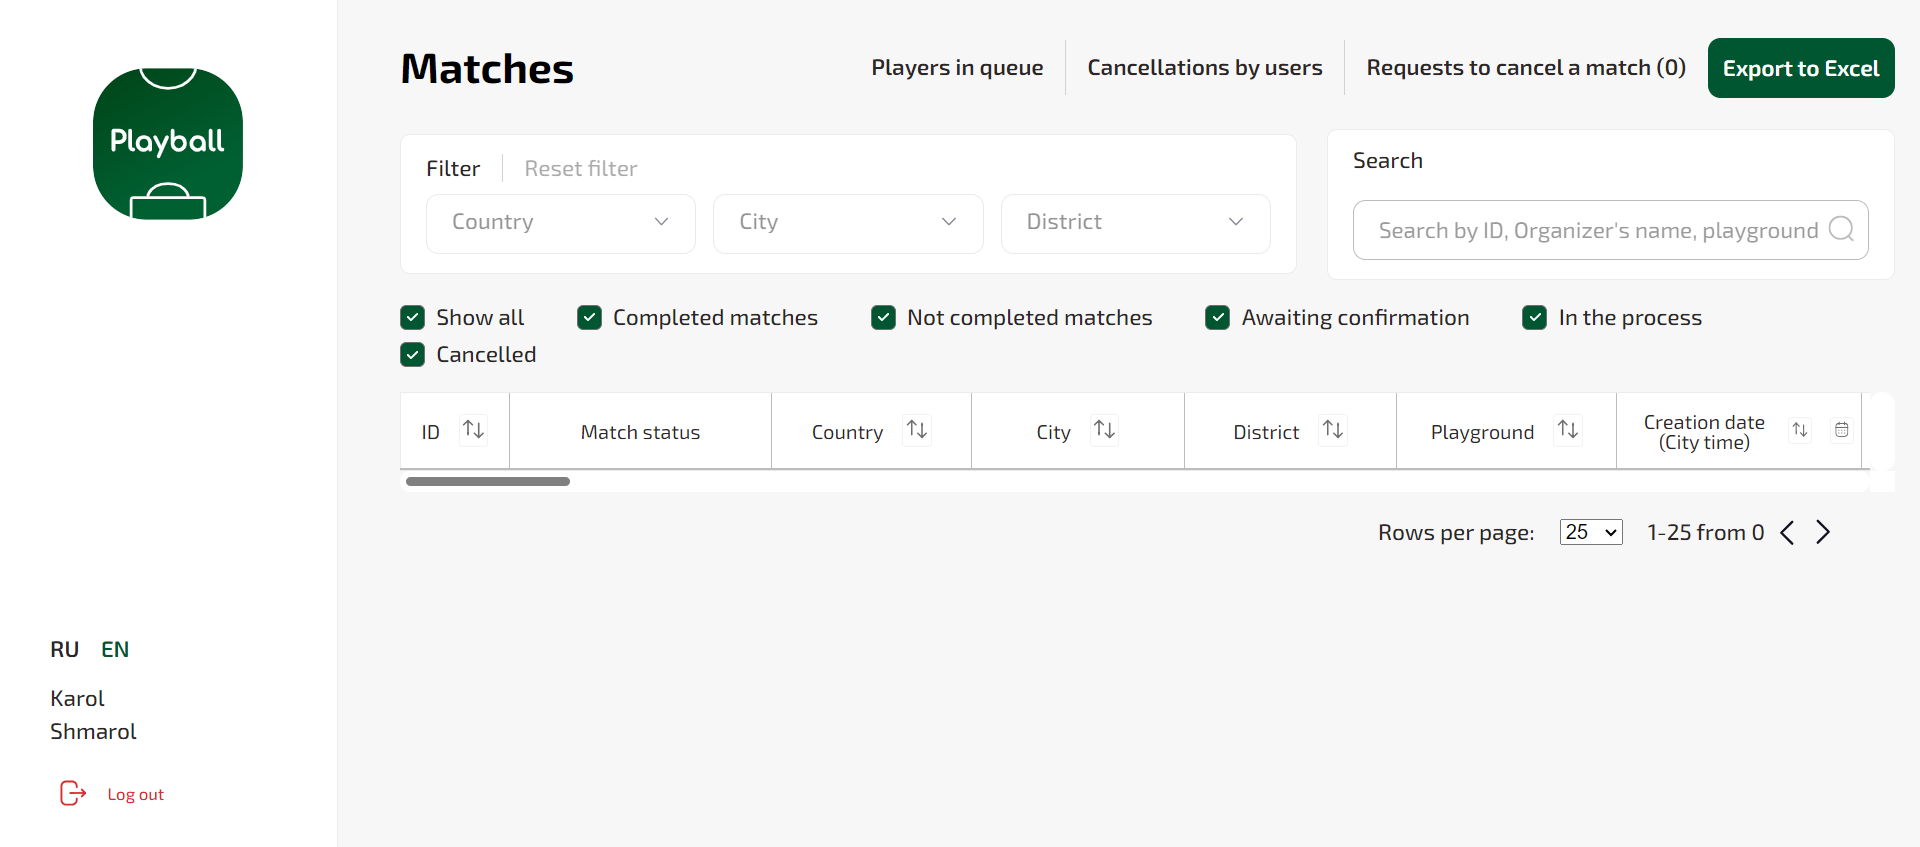 Playball
RU EN
Karol
Shmarol
Log out
Matches
Players in queue
Cancellations by users
Requests to cancel a match (0)
Export to Excel
Filter
Reset filter
Country
City
District
Search
Search by ID, Organizer's name, playground
Show all
Completed matches
Not completed matches
Awaiting confirmation
In the process
Cancelled
ID
Match status
Country
City
District
Playground
Creation date
(City time)
Rows per page:
25
1-25 from 0